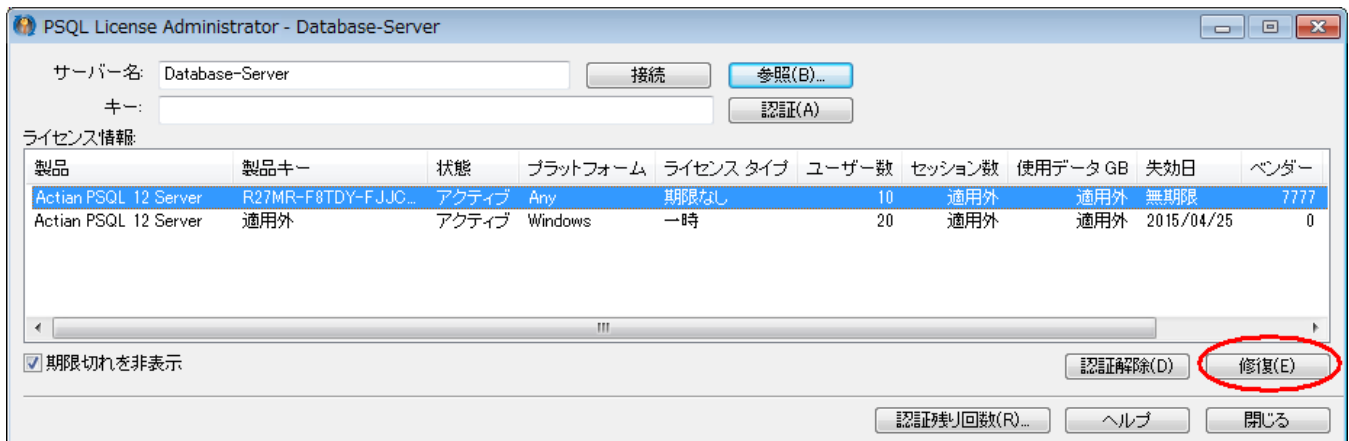 PSQL License Administrator - Database-Server
サーバー名: Database-Server 接続 参照(B)...
キー: 認証(A)
ライセンス情報:
製品 製品キー 状態 プラットフォーム ライセンス タイプ ユーザー数 セッション数 使用データ GB 失効日 ベンダー
Actian PSQL 12 Server R27MR-F8TDY-FJJC... アクティブ Any 期限なし 10 適用外 適用外 無期限 7777
Actian PSQL 12 Server 適用外 アクティブ Windows 一時 20 適用外 適用外 2015/04/25 0
期限切れを非表示 認証解除(D) 修復(E)
認証残り回数(R)... ヘルプ 閉じる